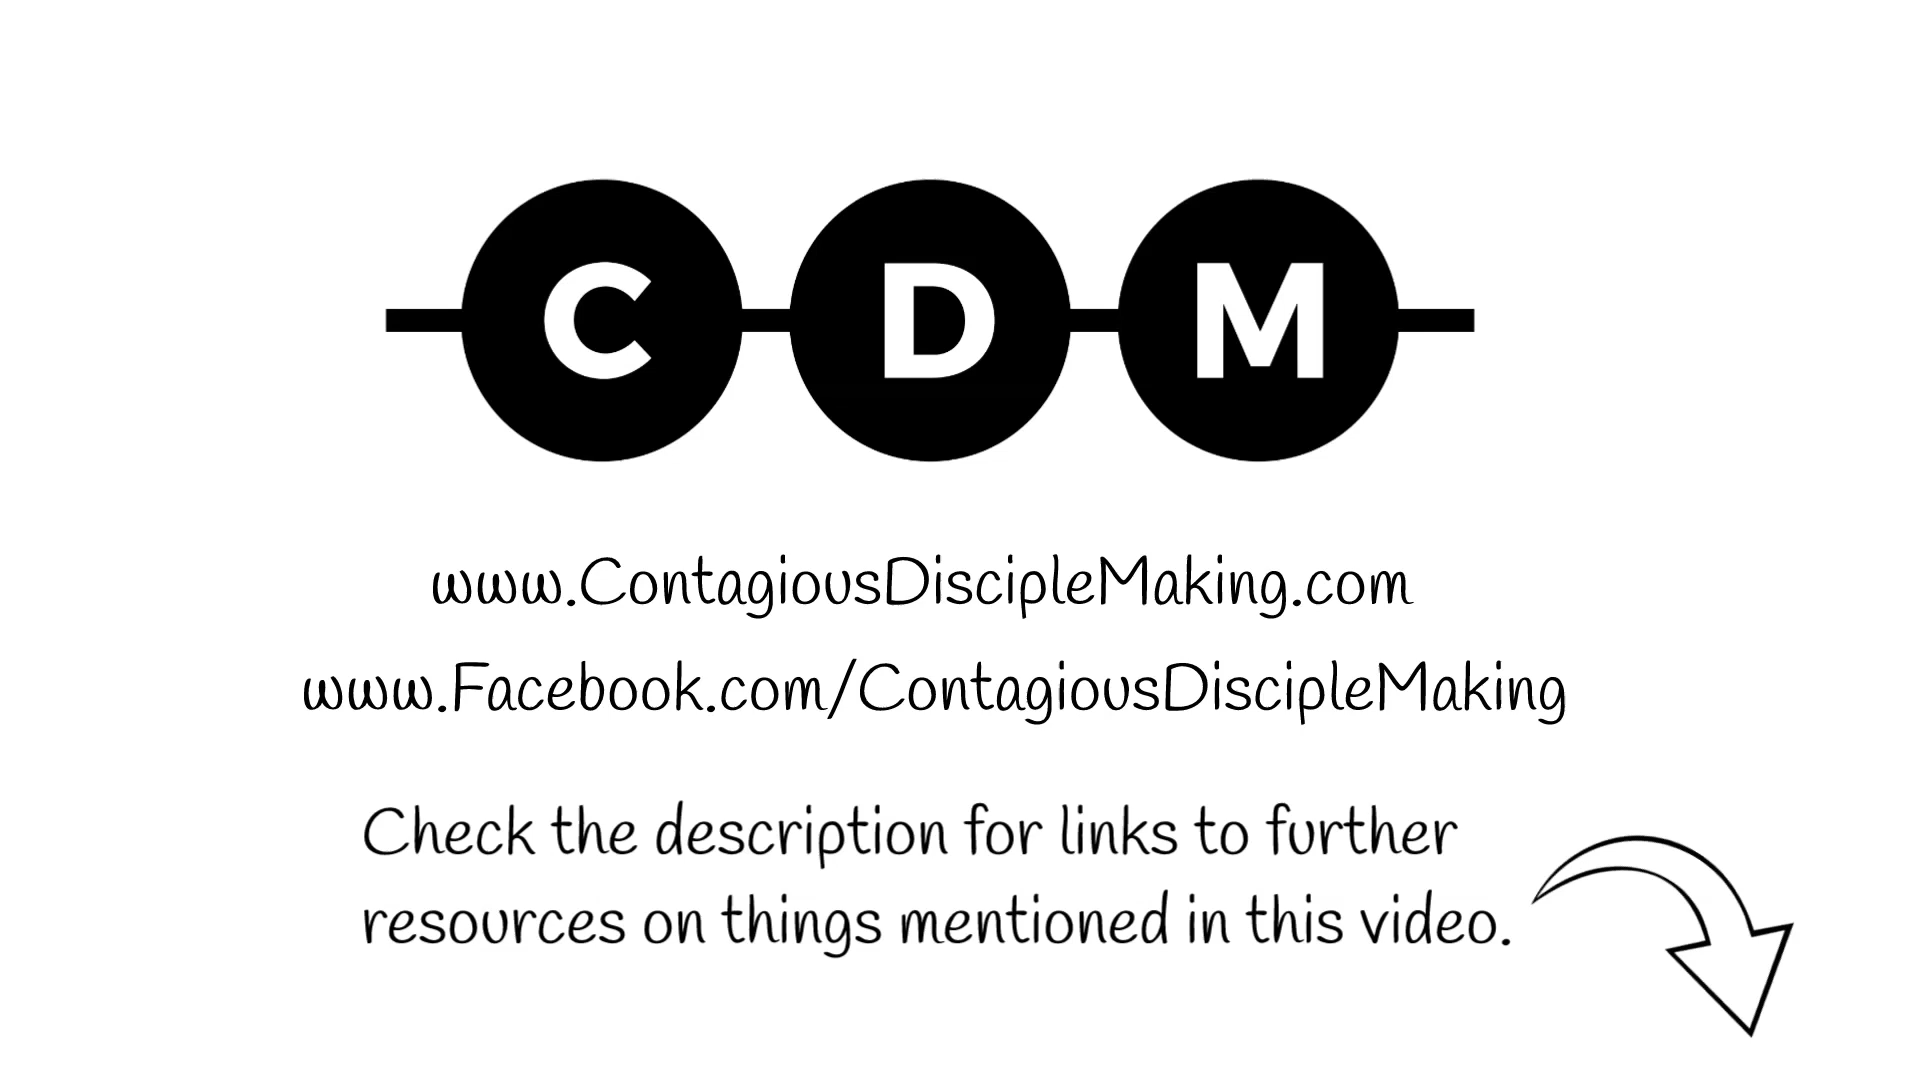 C D M
www.ContagiousDiscipleMaking.com
www.Facebook.com/ContagiousDiscipleMaking
Check the description for links to further
resources on things mentioned in this video.